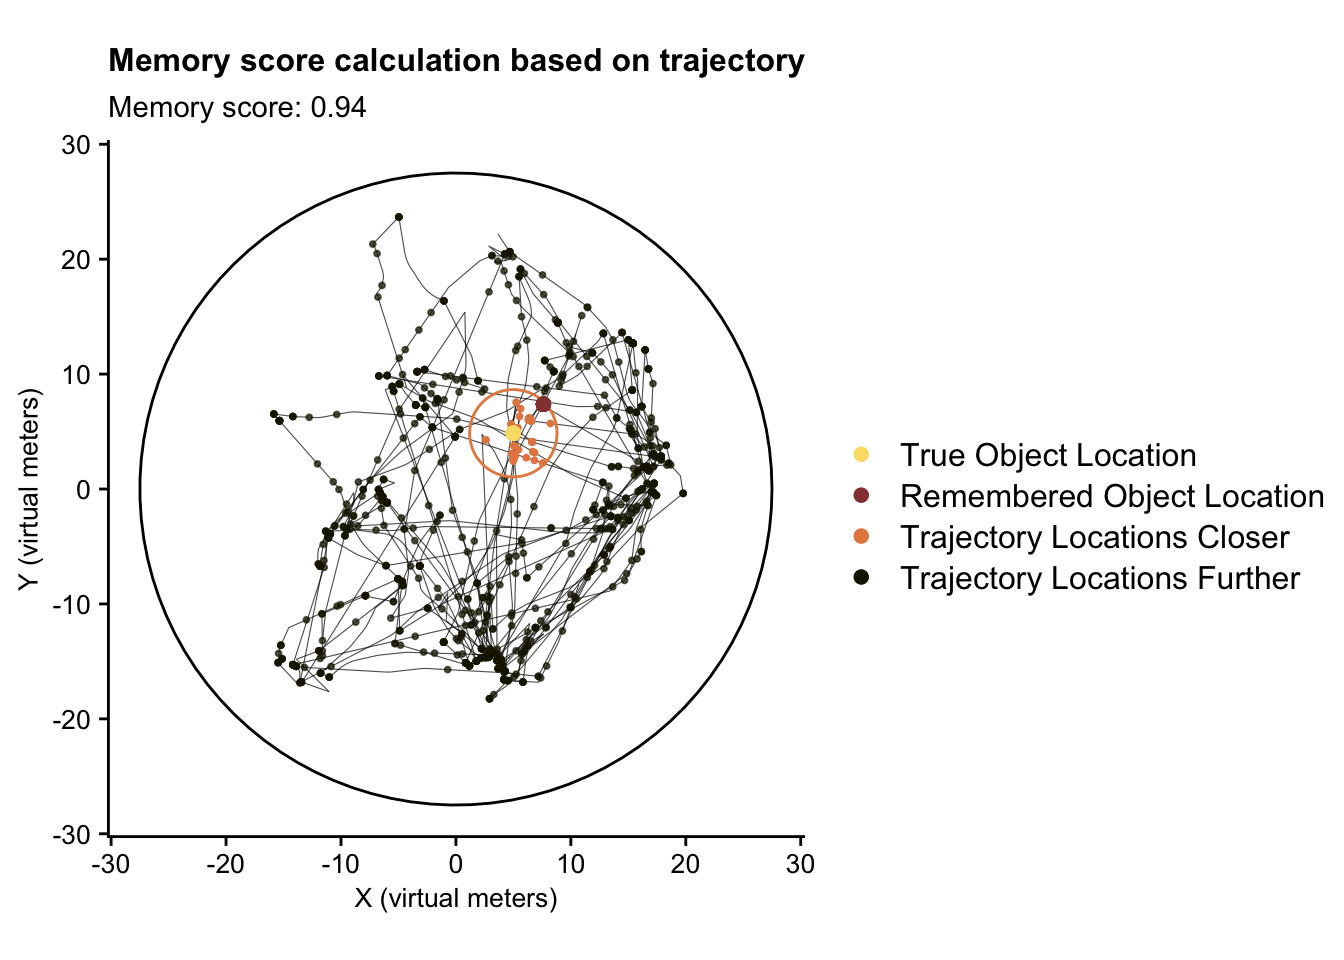 Memory score calculation based on trajectory
Memory score: 0.94
30
20
10
0
-10
-20
-30
-30 -20 -10 0 10 20 30
X (virtual meters)
Y (virtual meters)
True Object Location
Remembered Object Location
Trajectory Locations Closer
Trajectory Locations Further